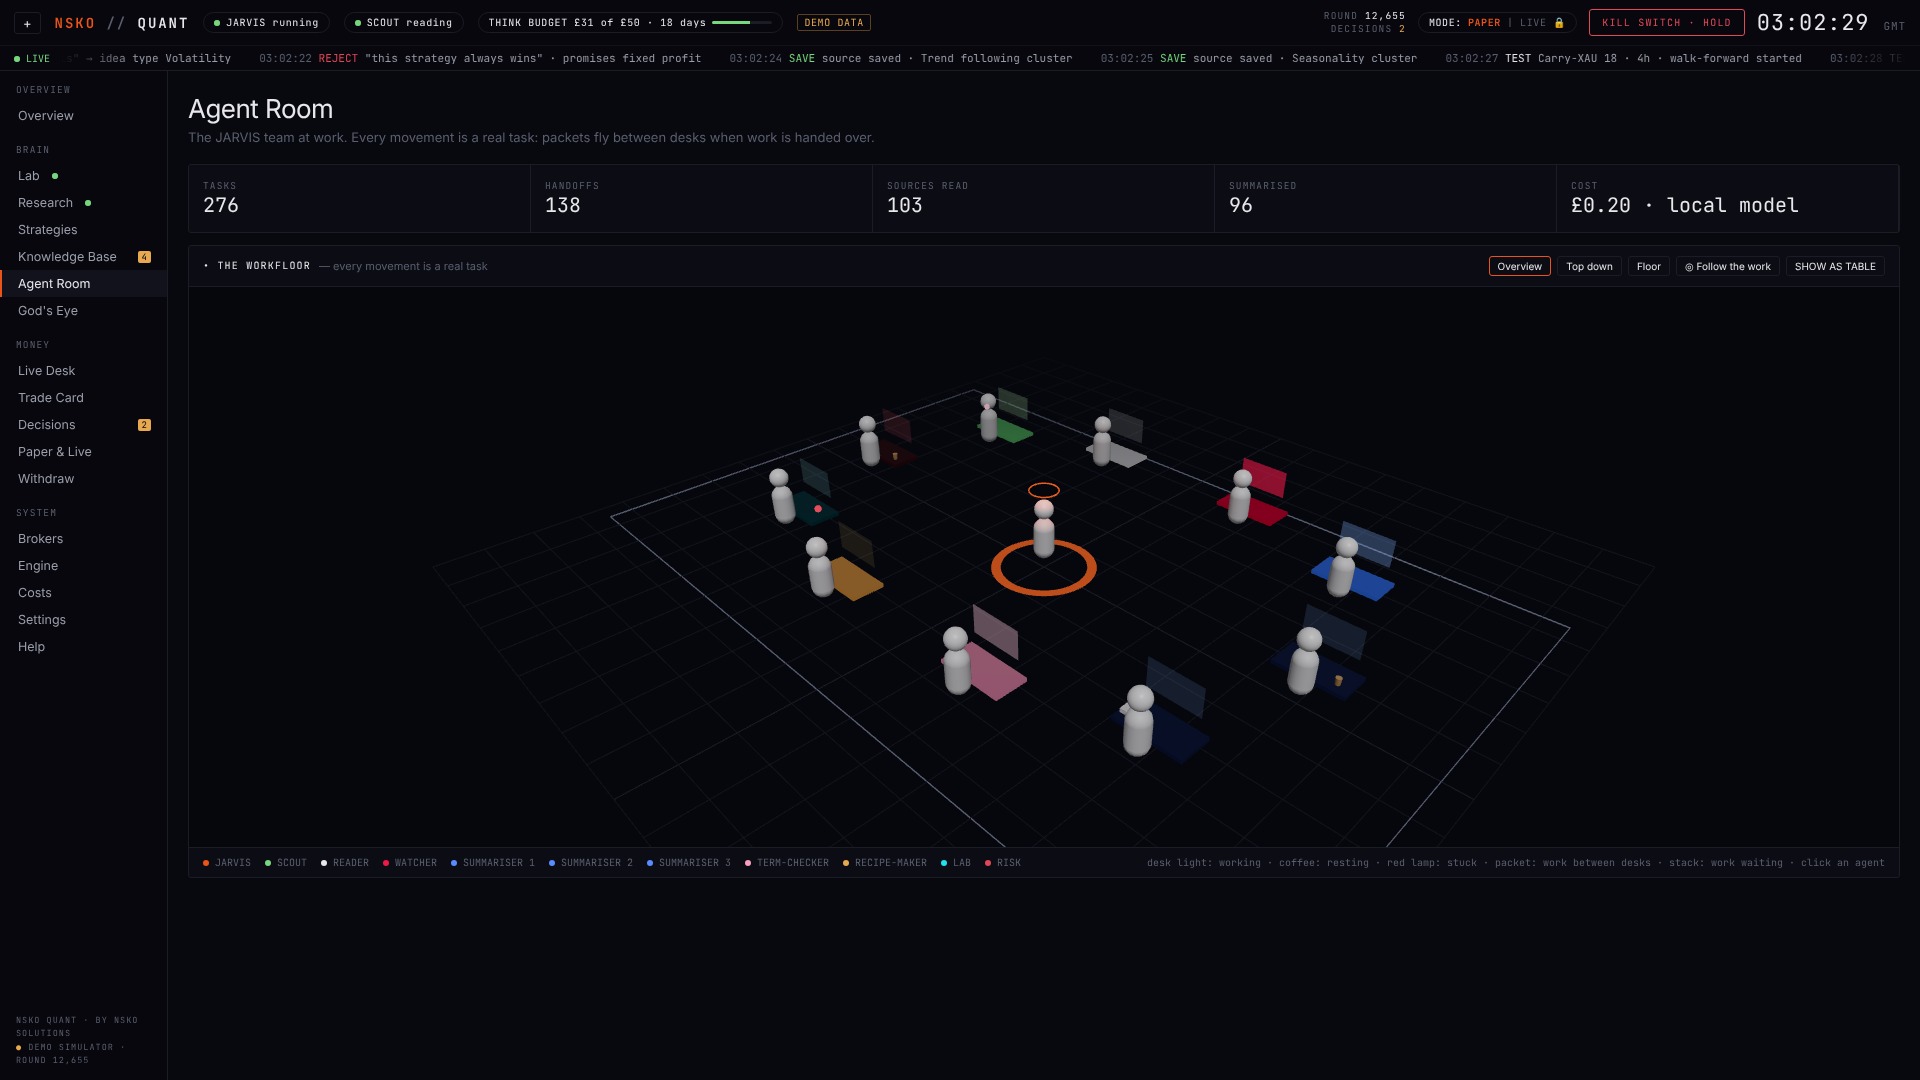 + NSKO // QUANT JARVIS running SCOUT reading THINK BUDGET £31 of £50 · 18 days DEMO DATA
ROUND 12,655
DECISIONS 2
MODE: PAPER | LIVE 🔒 KILL SWITCH · HOLD 03:02:29 GMT
LIVE → idea type Volatility 03:02:22 REJECT "this strategy always wins" · promises fixed profit 03:02:24 SAVE source saved · Trend following cluster 03:02:25 SAVE source saved · Seasonality cluster 03:02:27 TEST Carry-XAU 18 · 4h · walk-forward started 03:02:28 TE
OVERVIEW
Overview
BRAIN
Lab
Research
Strategies
Knowledge Base 4
Agent Room
God's Eye
MONEY
Live Desk
Trade Card
Decisions 2
Paper & Live
Withdraw
SYSTEM
Brokers
Engine
Costs
Settings
Help
NSKO QUANT · BY NSKO
SOLUTIONS
DEMO SIMULATOR ·
ROUND 12,655
Agent Room
The JARVIS team at work. Every movement is a real task: packets fly between desks when work is handed over.
TASKS
276
HANDOFFS
138
SOURCES READ
103
SUMMARISED
96
COST
£0.20 · local model
• THE WORKFLOOR — every movement is a real task
Overview Top down Floor ◎ Follow the work SHOW AS TABLE
JARVIS SCOUT READER WATCHER SUMMARISER 1 SUMMARISER 2 SUMMARISER 3 TERM-CHECKER RECIPE-MAKER LAB RISK
desk light: working · coffee: resting · red lamp: stuck · packet: work between desks · stack: work waiting · click an agent